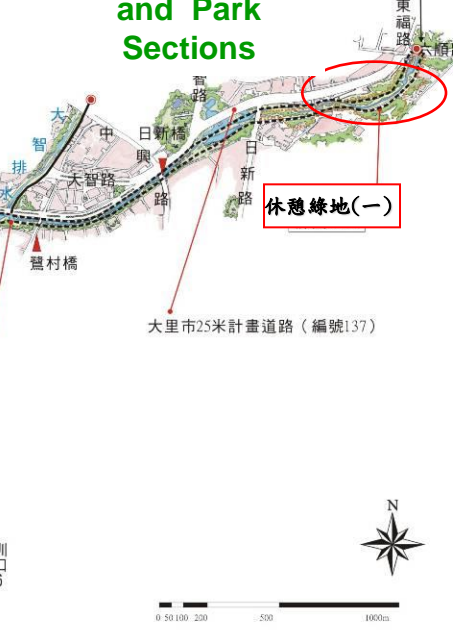 and Park
Sections
東福路
六順
智路
大智排水
中
日新橋
興
路
大智路
日新路
休憩綠地(一)
鷺村橋
大里市25米計畫道路（編號137）
N
0 50 100 200 500 1000m